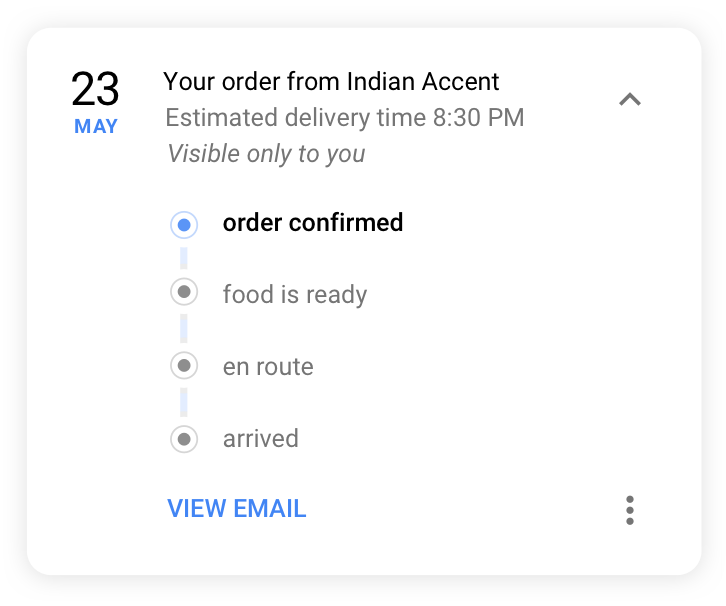 23
MAY
Your order from Indian Accent
Estimated delivery time 8:30 PM
Visible only to you
order confirmed
food is ready
en route
arrived
VIEW EMAIL